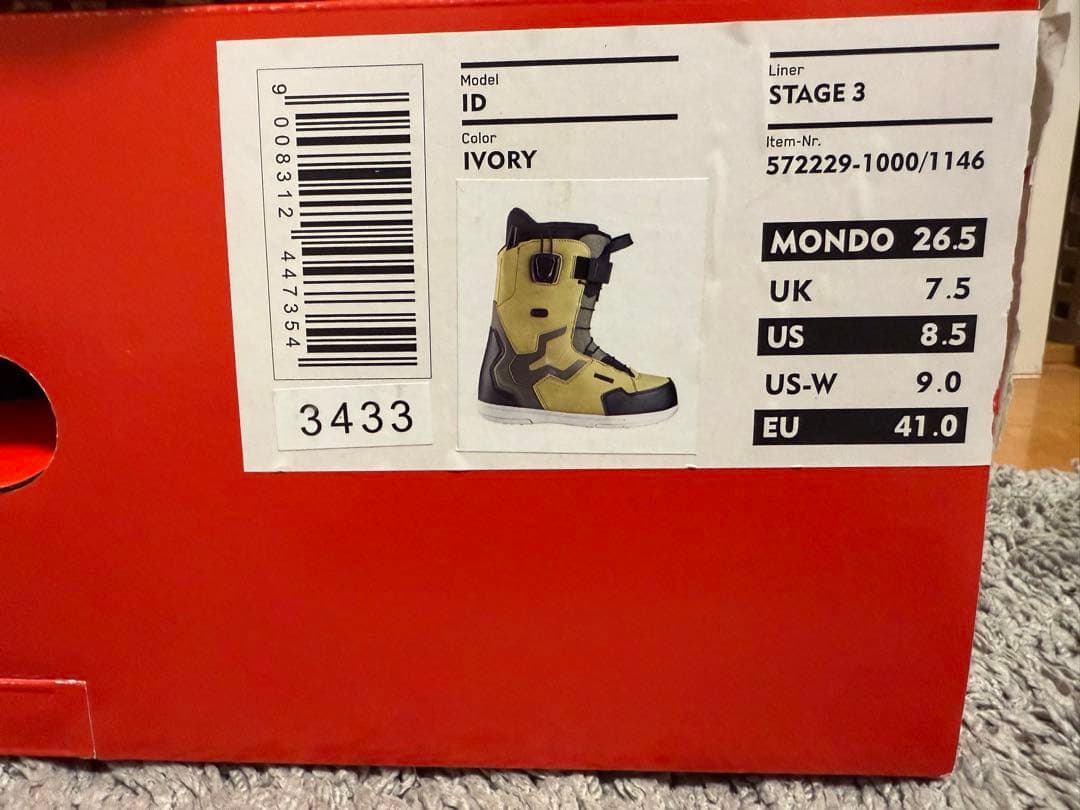 9 008312 447354
3433
Model
ID
Color
IVORY
Liner
STAGE 3
Item-Nr.
572229-1000/1146
MONDO 26.5
UK 7.5
US 8.5
US-W 9.0
EU 41.0